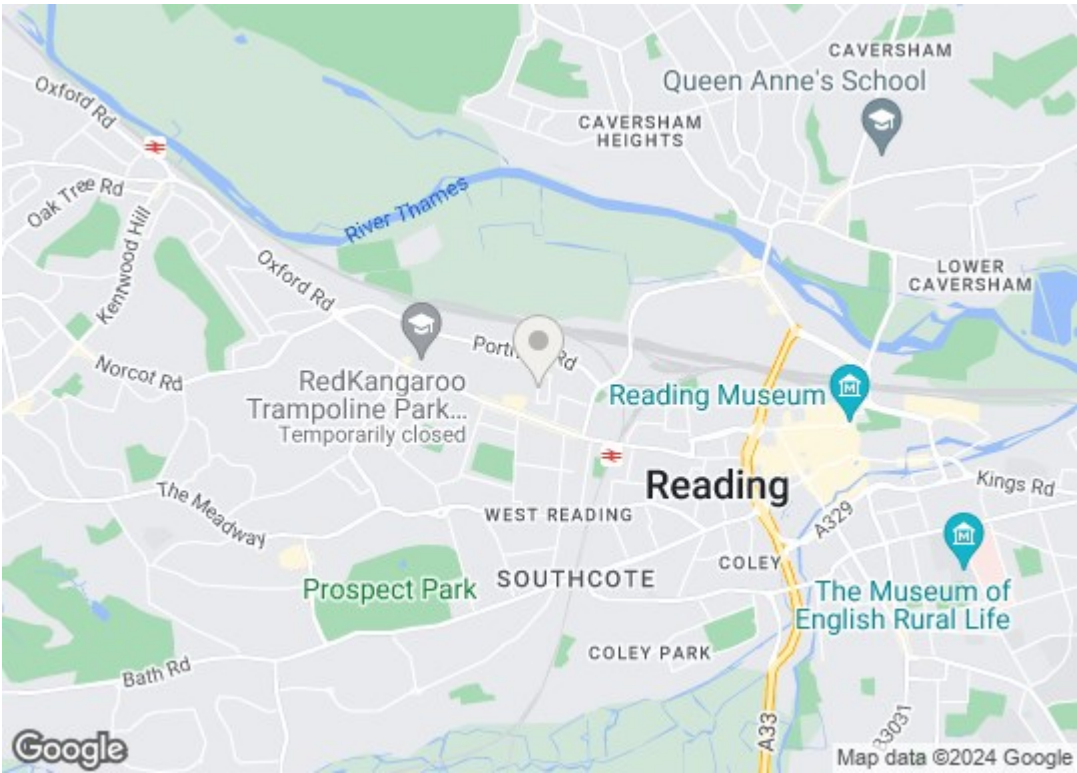 CAVERSHAM
Queen Anne's School
Oxford Rd
CAVERSHAM
HEIGHTS
Oak Tree Rd
River Thames
Kentwood Hill
Oxford Rd
LOWER
CAVERSHAM
Norcot Rd
RedKangaroo
Trampoline Park...
Temporarily closed
Rd
Reading Museum
Reading
Kings Rd
The Meadway
WEST READING
A329
COLEY
Prospect Park
SOUTHCOTE
The Museum of
English Rural Life
COLEY PARK
Bath Rd
A33
Google
Map data ©2024 Google